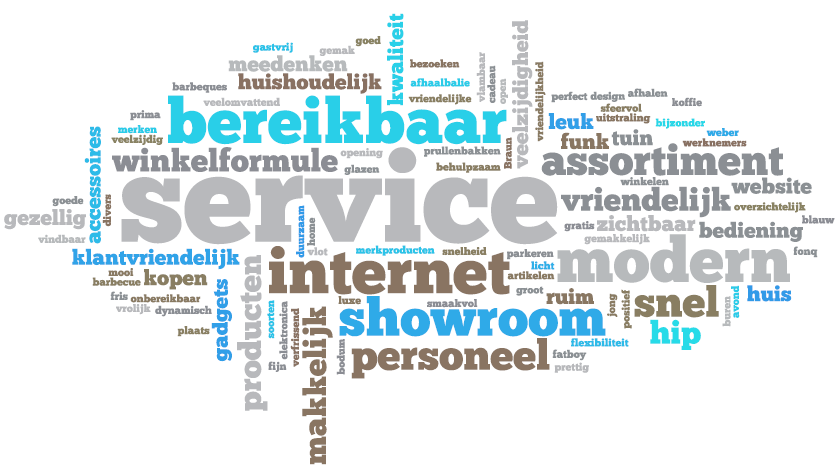 kwaliteit
goed
gastvrij
gemak
meedenken
bezoeken
huishoudelijk
afhaalbalie
vlambaar
cadeau
open
veelzijdigheid
vriendelijkheid
barbeques
veelomvattend
vriendelijke
perfect design
afhalen
koffie
sfeervol
uitstraling
bijzonder
leuk
prima
merken
veelzijdig
bereikbaar
weber
werknemers
funk
tuin
accessoires
winkelformule
opening
glazen
prullenbakken
behulpzaam
Braun
assortiment
winkelen
website
service
vriendelijk
overzichtelijk
goede
divers
gezellig
vindbaar
gratis
zichtbaar
blauw
bediening
gemakkelijk
duurzaam
home
vlot
merkproducten
snelheid
parkeren
fonq
klantvriendelijk
internet
licht
artikelen
modern
mooi
barbecue
kopen
producten
groot
fris
onbereikbaar
vrolijk
dynamisch
gadgets
luxe
smaakvol
ruim
jong
positief
snel
buren
avond
huis
showroom
plaats
soorten
elektronica
verfrissend
makkelijk
hip
flexibiliteit
bodum
personeel
fatboy
prettig
fijn